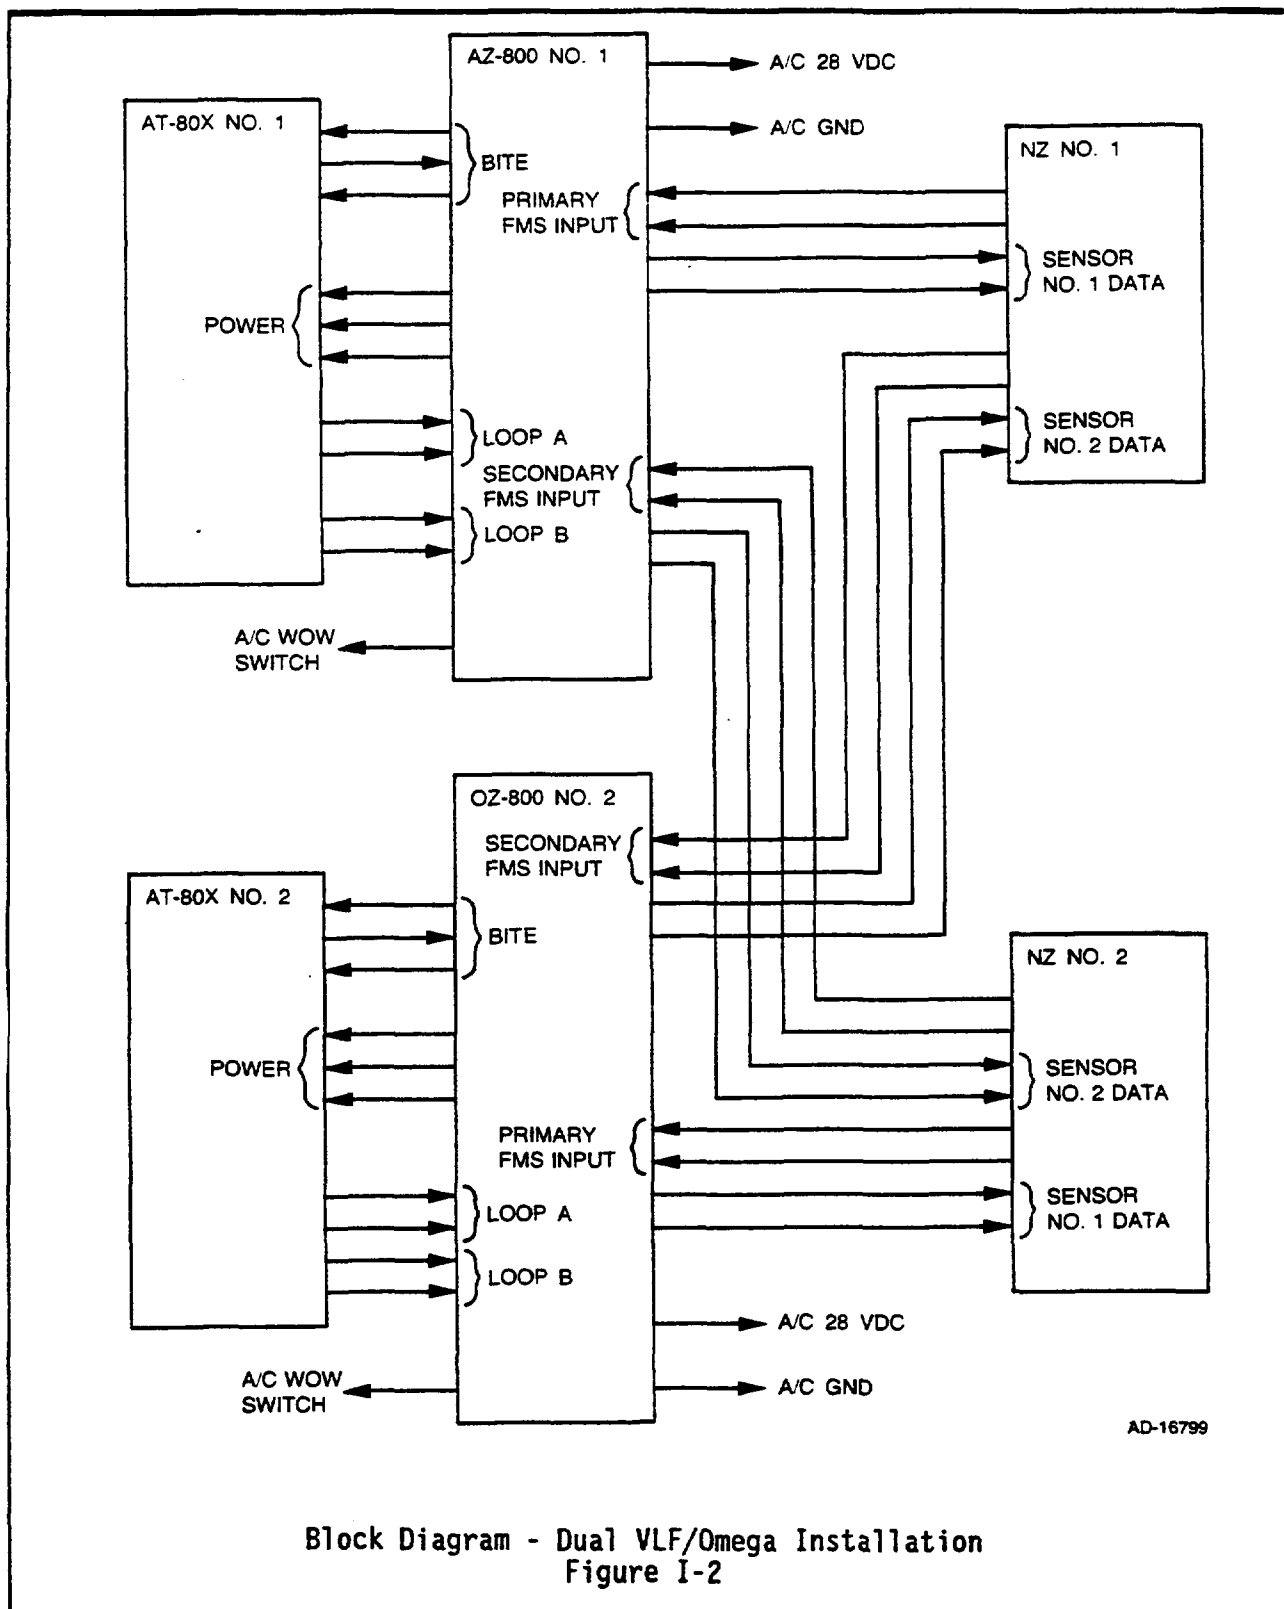 AZ-800 NO. 1
A/C 28 VDC
AT-80X NO. 1
A/C GND
NZ NO. 1
BITE
PRIMARY
FMS INPUT
SENSOR
NO. 1 DATA
POWER
SENSOR
NO. 2 DATA
LOOP A
SECONDARY
FMS INPUT
LOOP B
A/C WOW
SWITCH
OZ-800 NO. 2
SECONDARY
FMS INPUT
AT-80X NO. 2
BITE
NZ NO. 2
POWER
SENSOR
NO. 2 DATA
PRIMARY
FMS INPUT
LOOP A
SENSOR
NO. 1 DATA
LOOP B
A/C 28 VDC
A/C WOW
SWITCH
A/C GND
AD-16799
Block Diagram - Dual VLF/Omega Installation
Figure I-2